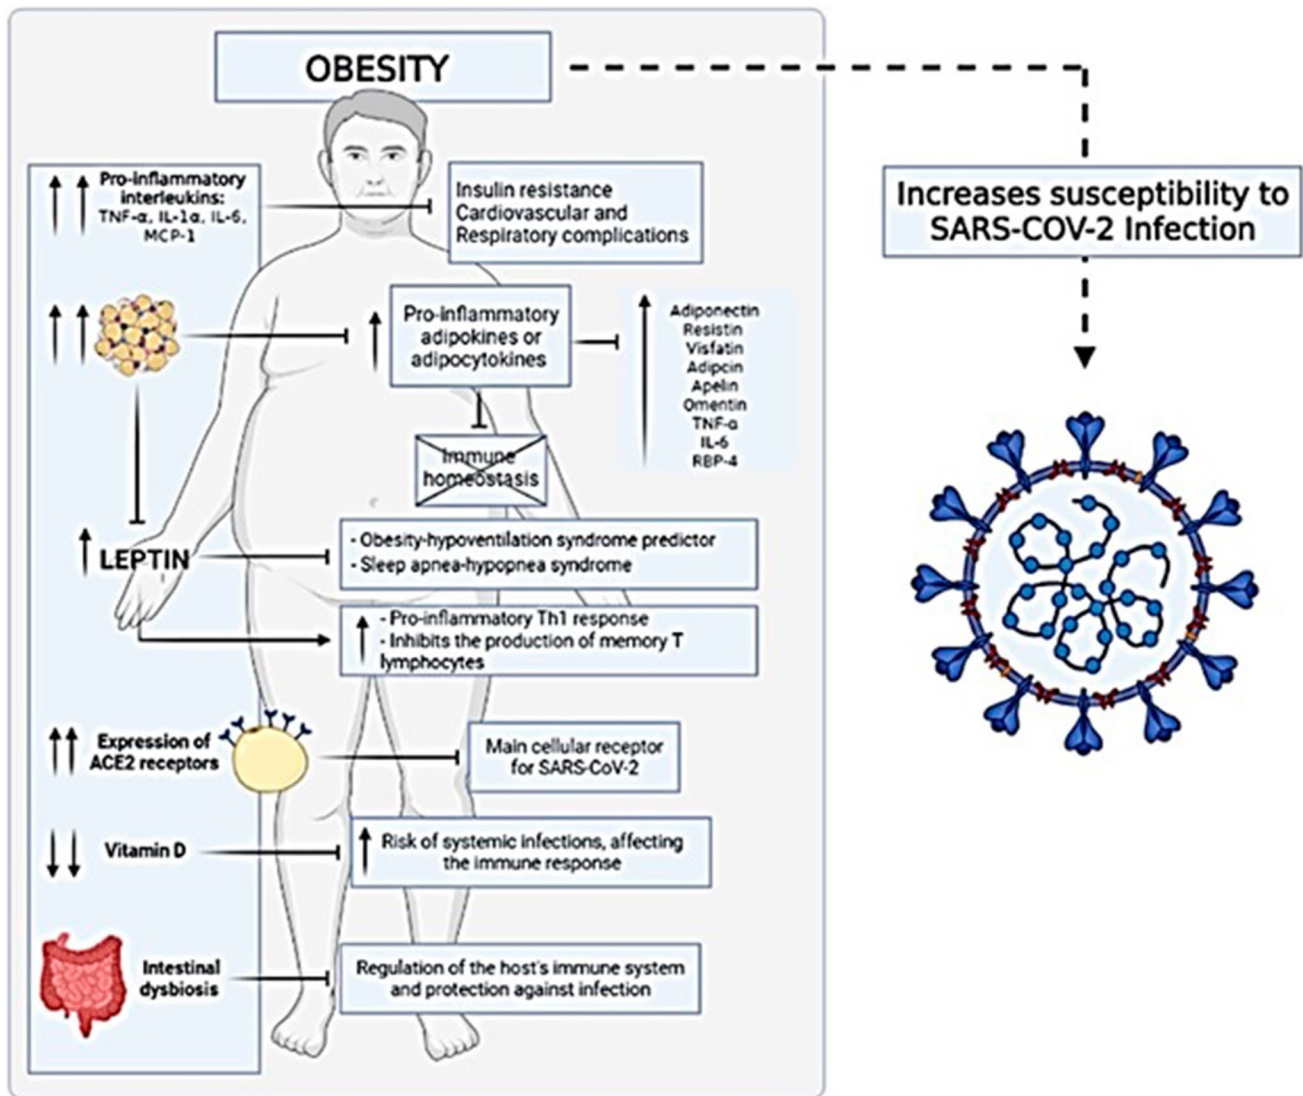 OBESITY
Pro-inflammatory
interleukins:
TNF-α, IL-1α, IL-6,
MCP-1
Insulin resistance
Cardiovascular and
Respiratory complications
Increases susceptibility to
SARS-COV-2 Infection
Pro-inflammatory
adipokines or
adipocytokines
Adiponectin
Resistin
Visfatin
Adipcin
Apelin
Omentin
TNF-α
IL-6
RBP-4
Immune
homeostasis
LEPTIN
- Obesity-hypoventilation syndrome predictor
- Sleep apnea-hypopnea syndrome
- Pro-inflammatory Th1 response
- Inhibits the production of memory T
lymphocytes
Expression of
ACE2 receptors
Main cellular receptor
for SARS-CoV-2
Vitamin D
Risk of systemic infections, affecting
the immune response
Intestinal
dysbiosis
Regulation of the host's immune system
and protection against infection